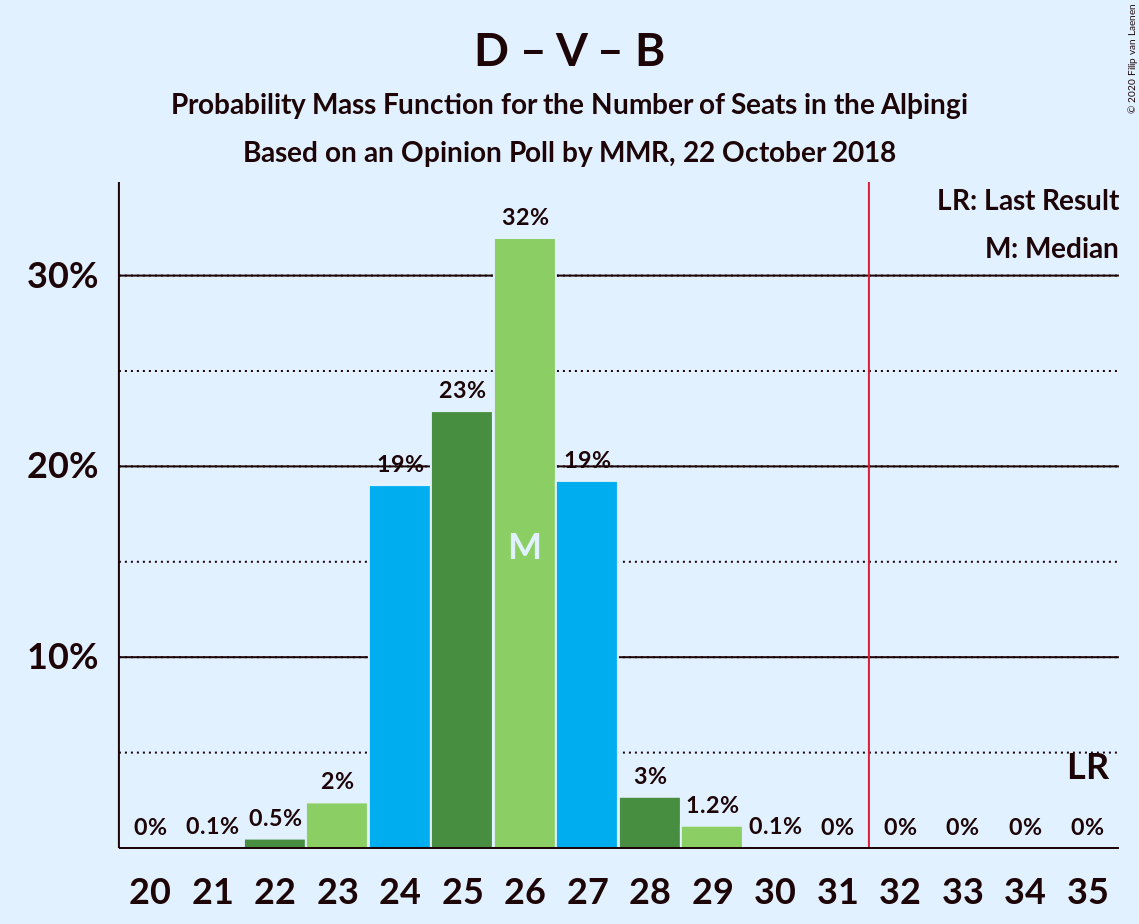 D – V – B
Probability Mass Function for the Number of Seats in the Alþingi
Based on an Opinion Poll by MMR, 22 October 2018
© 2020 Filip van Laenen
LR: Last Result
M: Median
30%
20%
10%
0%
0.1%
0.5%
2%
19%
23%
32%
19%
3%
1.2%
0.1%
0%
0%
0%
0%
0%
M
LR
20 21 22 23 24 25 26 27 28 29 30 31 32 33 34 35